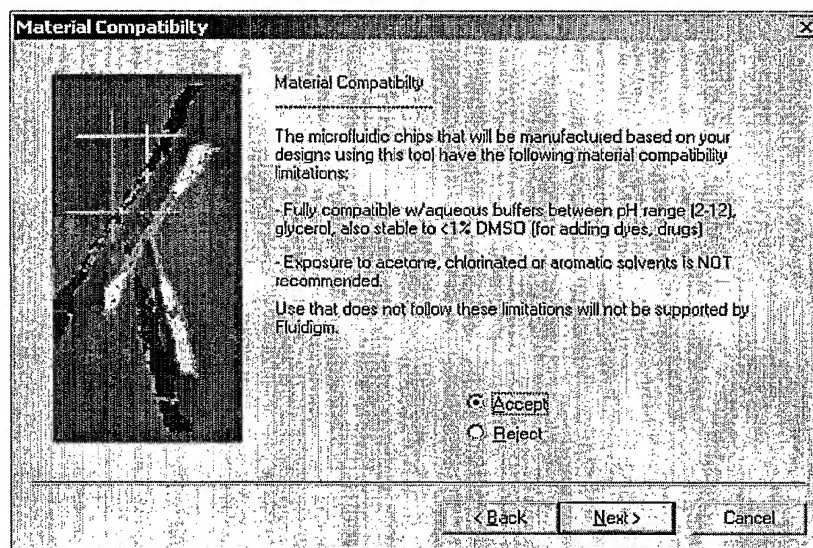 Material Compatibilty
Material Compatibilty
--------------------------------
The microfluidic chips that will be manufactured based on your
designs using this tool have the following material compatibility
limitations:
- Fully compatible w/aqueous buffers between pH range (2-12),
glycerol, also stable to <1% DMSO (for adding dyes, drugs)
- Exposure to acetone, chlorinated or aromatic solvents is NOT
recommended.
Use that does not follow these limitations will not be supported by
Fluidigm.
Accept
Reject
< Back
Next >
Cancel